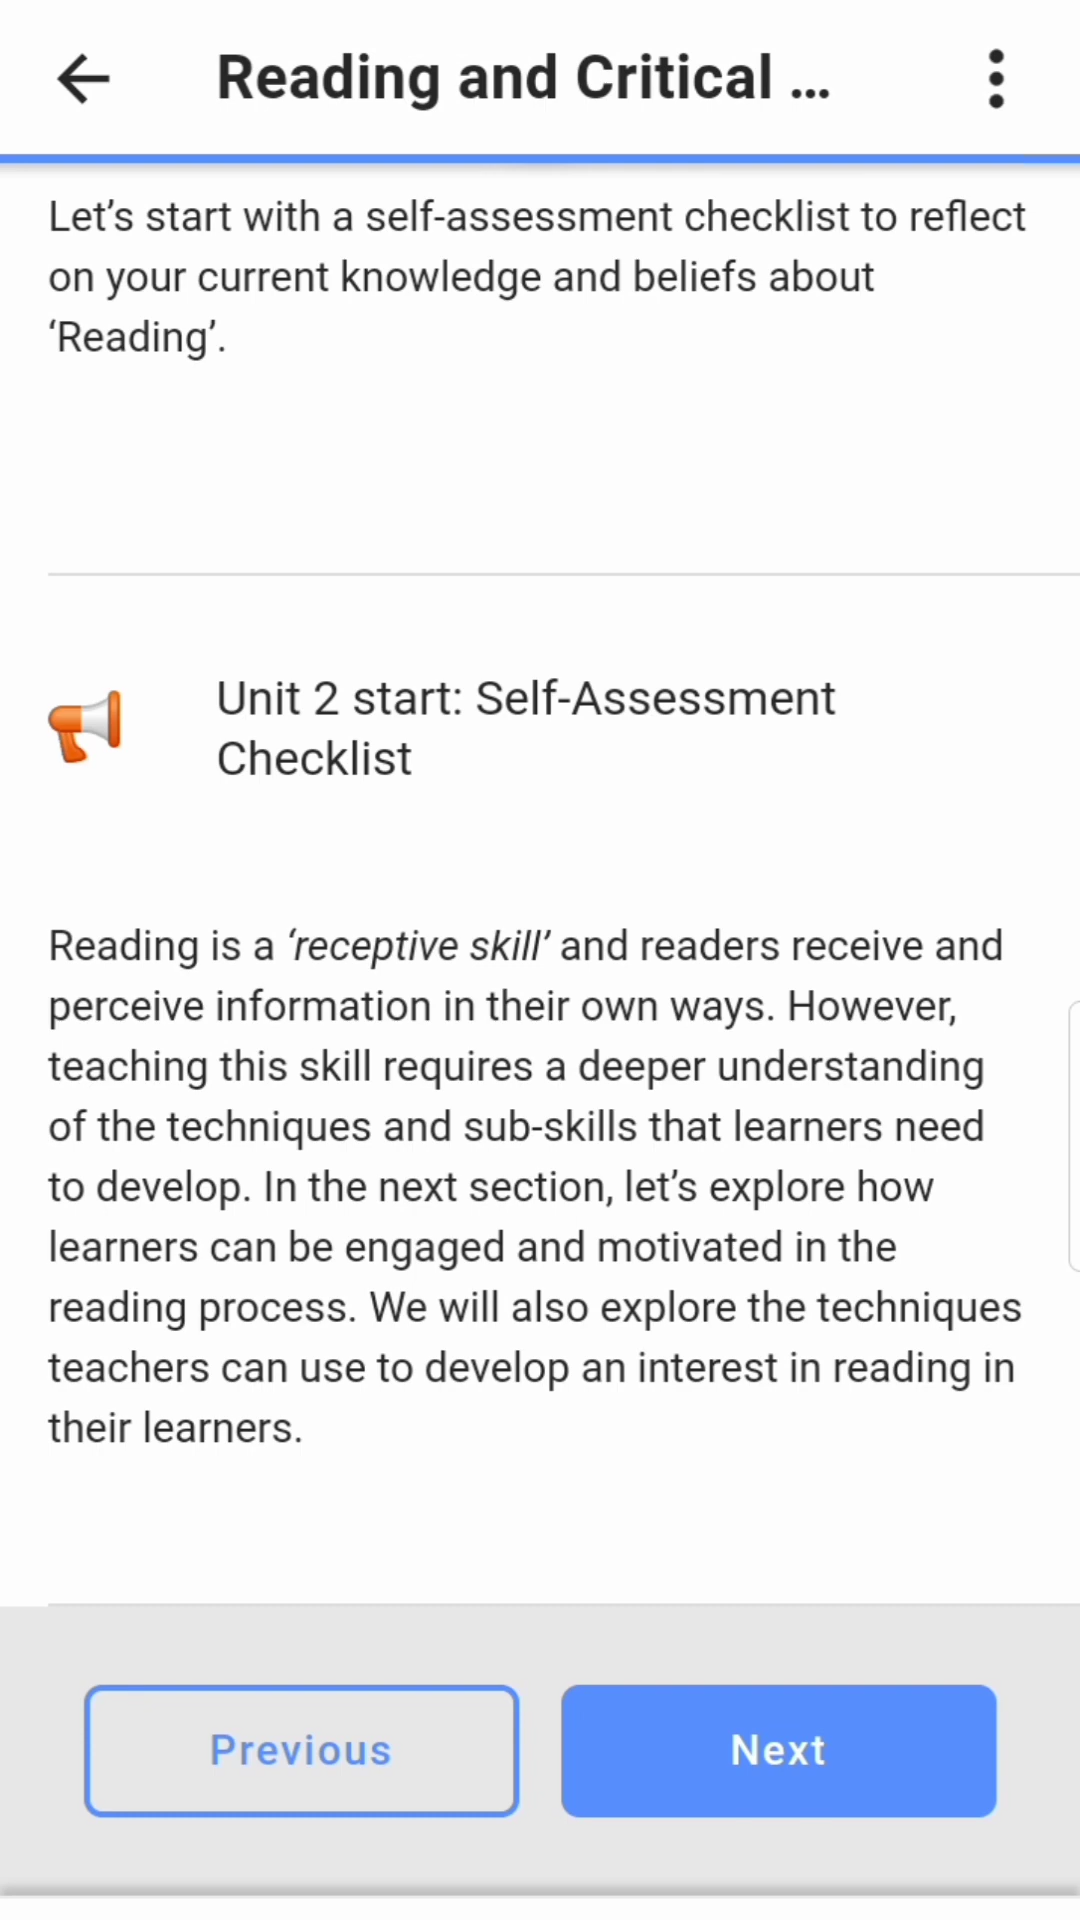 Reading and Critical ...
Let’s start with a self-assessment checklist to reflect
on your current knowledge and beliefs about
‘Reading’.
Unit 2 start: Self-Assessment
Checklist
Reading is a ‘receptive skill’ and readers receive and
perceive information in their own ways. However,
teaching this skill requires a deeper understanding
of the techniques and sub-skills that learners need
to develop. In the next section, let’s explore how
learners can be engaged and motivated in the
reading process. We will also explore the techniques
teachers can use to develop an interest in reading in
their learners.
Previous
Next